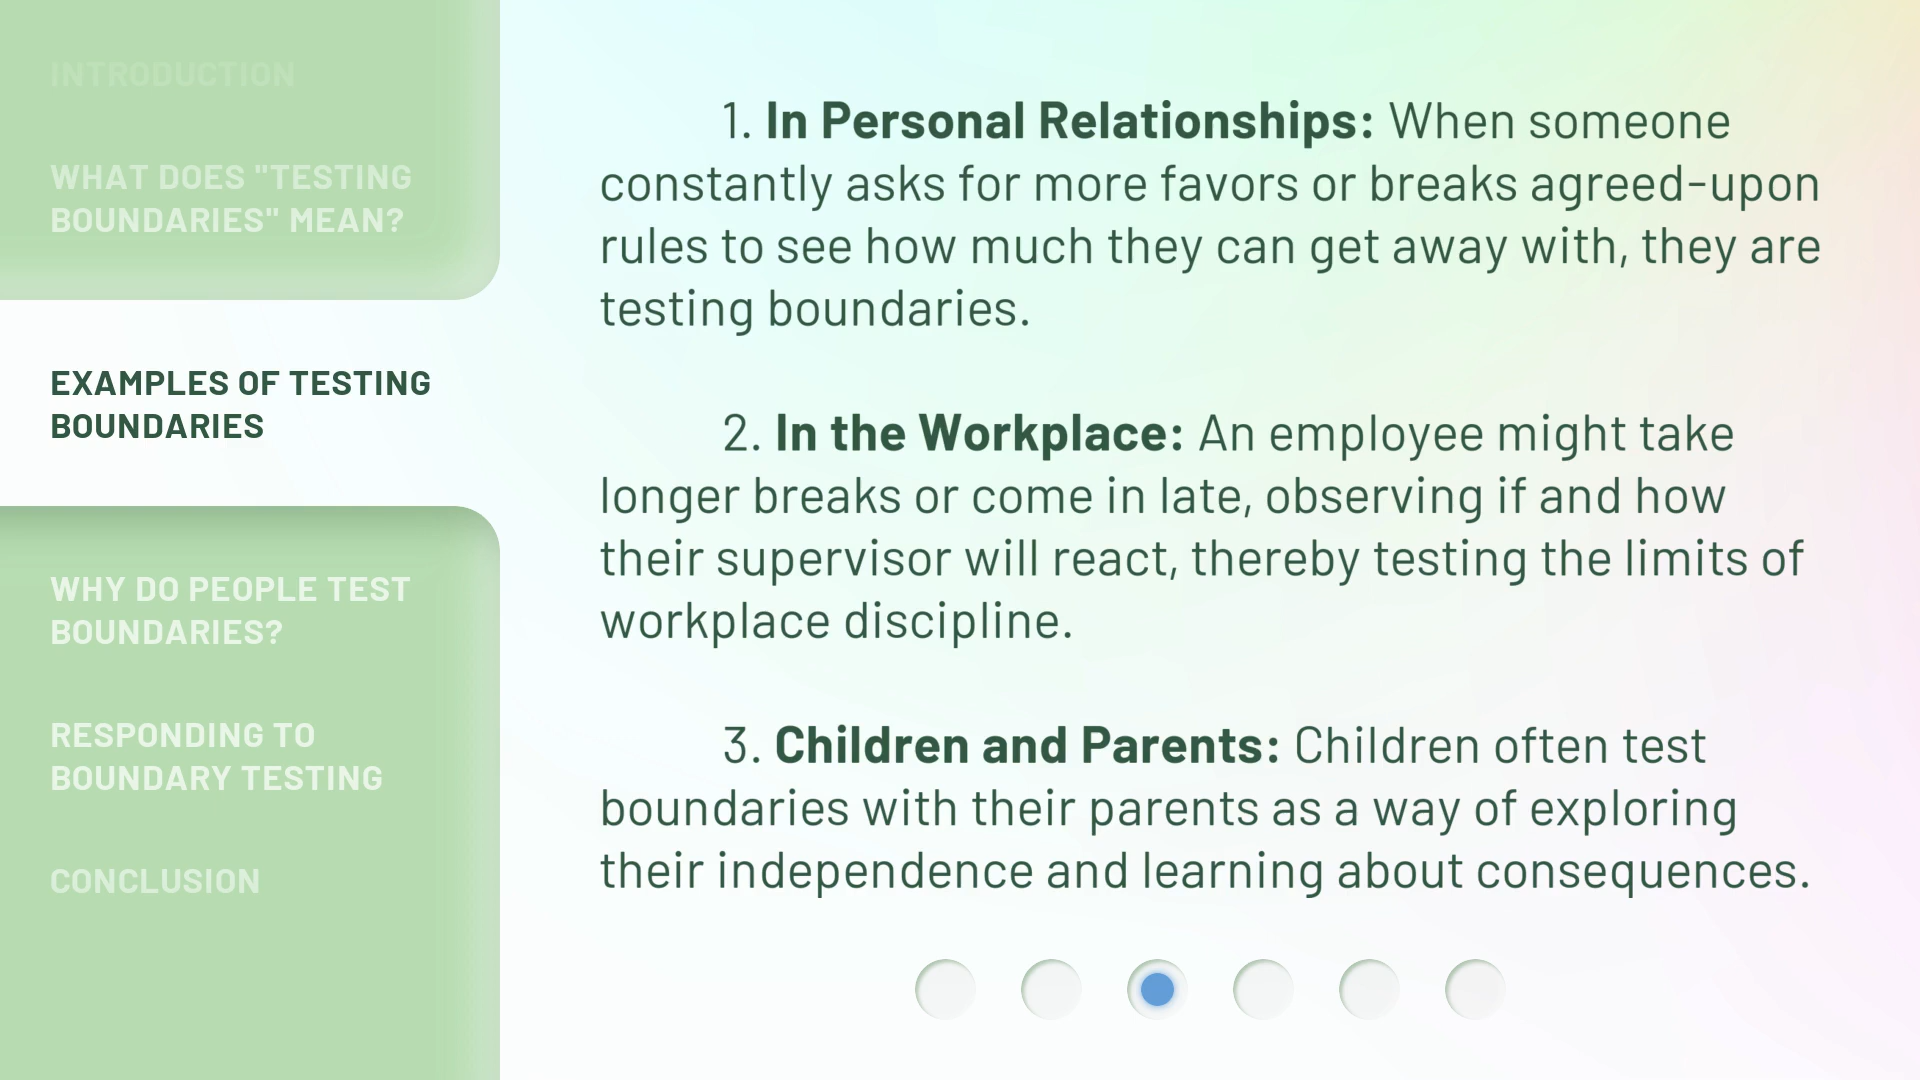 INTRODUCTION
WHAT DOES "TESTING
BOUNDARIES" MEAN?
EXAMPLES OF TESTING
BOUNDARIES
WHY DO PEOPLE TEST
BOUNDARIES?
RESPONDING TO
BOUNDARY TESTING
CONCLUSION
1. In Personal Relationships: When someone
constantly asks for more favors or breaks agreed-upon
rules to see how much they can get away with, they are
testing boundaries.
2. In the Workplace: An employee might take
longer breaks or come in late, observing if and how
their supervisor will react, thereby testing the limits of
workplace discipline.
3. Children and Parents: Children often test
boundaries with their parents as a way of exploring
their independence and learning about consequences.